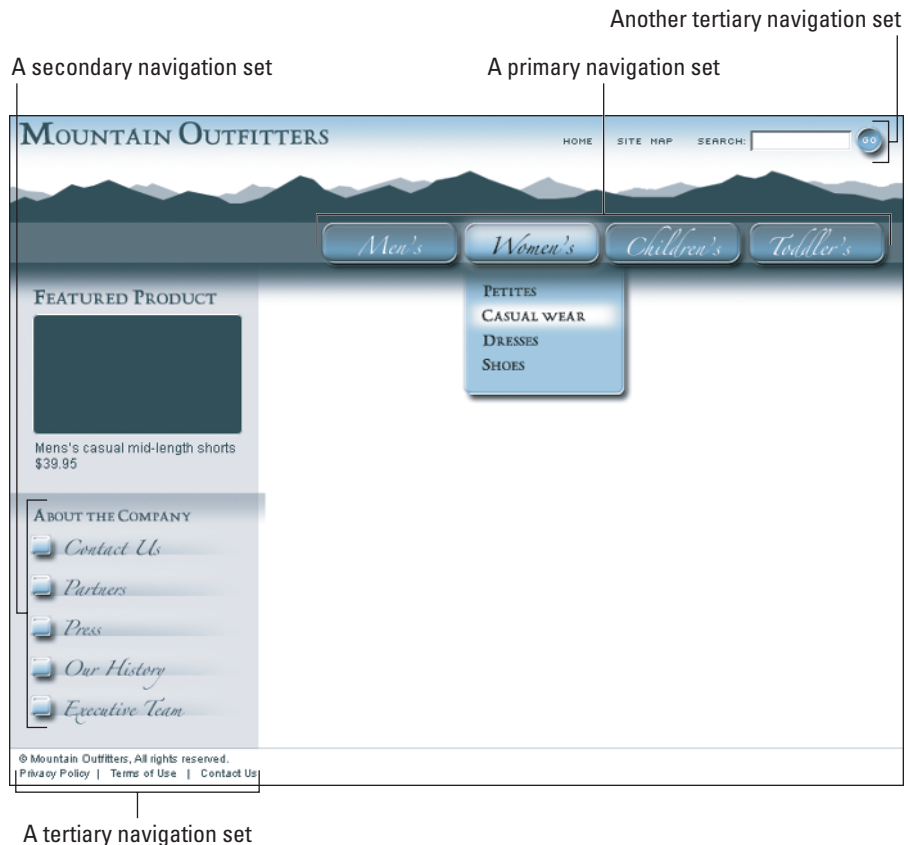 Another tertiary navigation set
A secondary navigation set
A primary navigation set
MOUNTAIN OUTFITTERS
HOME SITE MAP SEARCH: GO
Men's Women's Children's Toddler's
FEATURED PRODUCT
PETITES
CASUAL WEAR
DRESSES
SHOES
Mens's casual mid-length shorts
$39.95
ABOUT THE COMPANY
Contact Us
Partners
Press
Our History
Executive Team
© Mountain Outfitters, All rights reserved.
Privacy Policy | Terms of Use | Contact Us
A tertiary navigation set